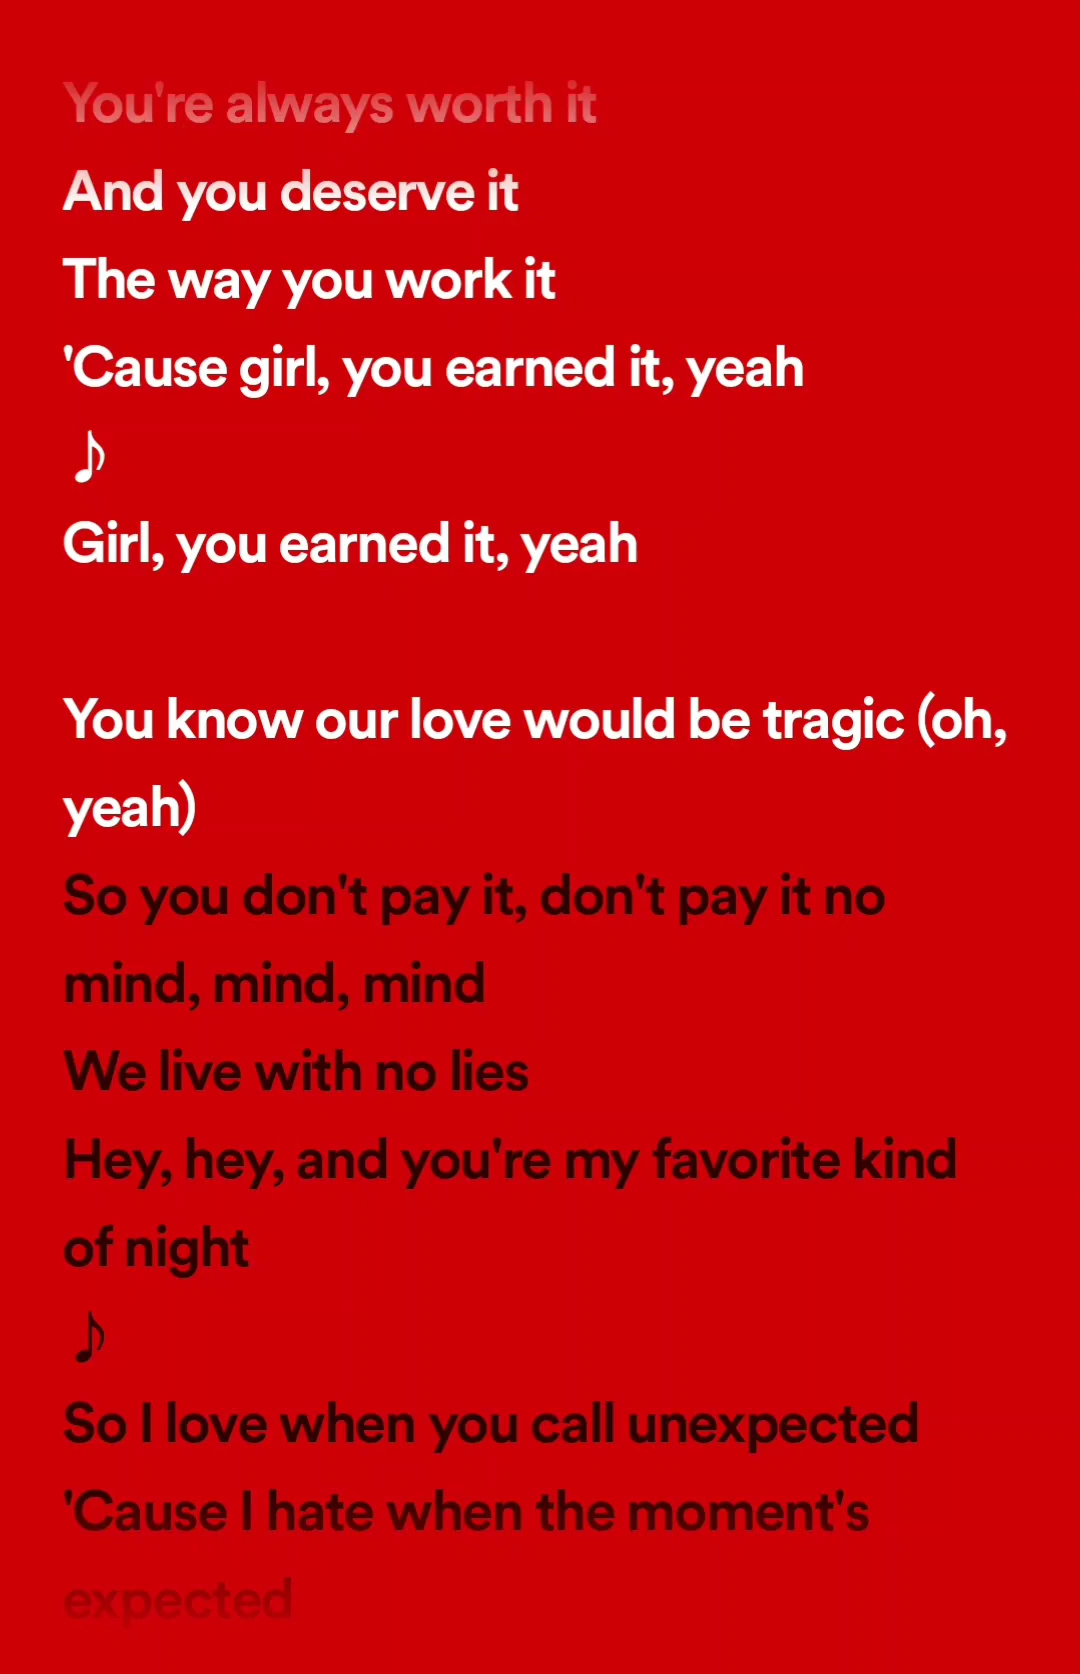 You're always worth it
And you deserve it
The way you work it
'Cause girl, you earned it, yeah
♪
Girl, you earned it, yeah
You know our love would be tragic (oh,
yeah)
So you don't pay it, don't pay it no
mind, mind, mind
We live with no lies
Hey, hey, and you're my favorite kind
of night
♪
So I love when you call unexpected
'Cause I hate when the moment's
expected